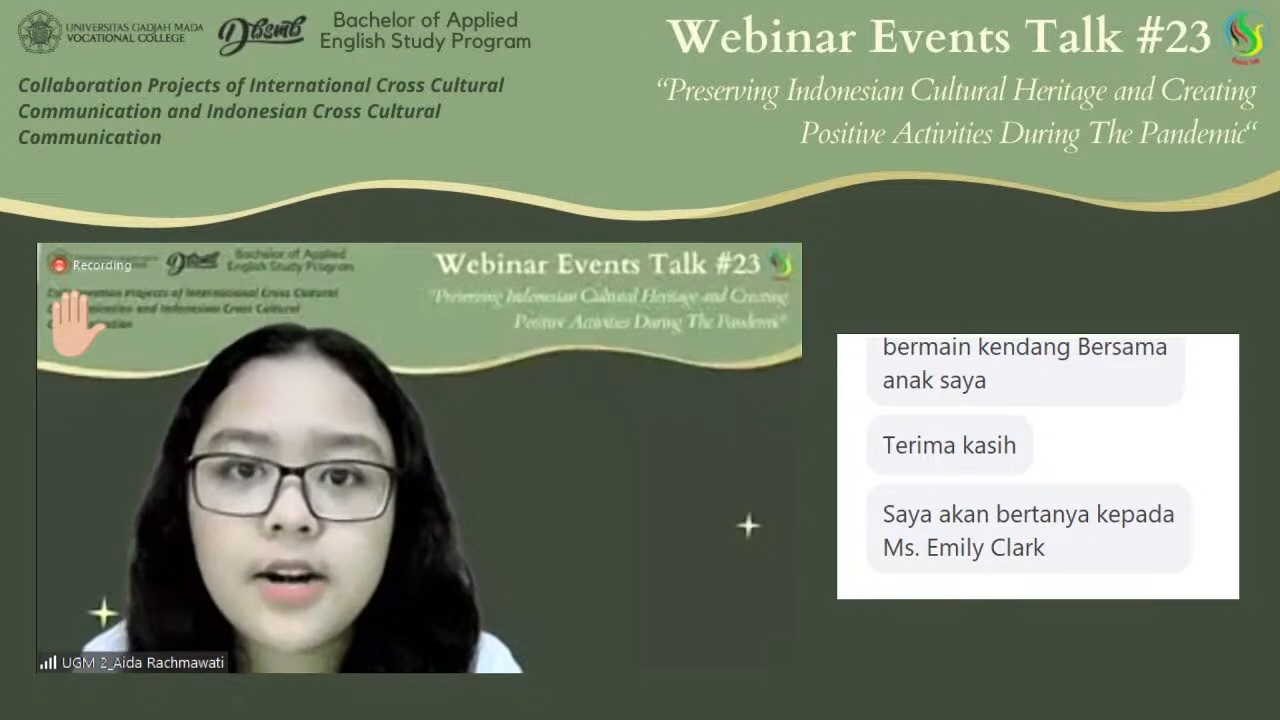 UNIVERSITAS GADJAH MADA
VOCATIONAL COLLEGE
Dbsmb
Bachelor of Applied
English Study Program
Collaboration Projects of International Cross Cultural
Communication and Indonesian Cross Cultural
Communication
Webinar Events Talk #23
“Preserving Indonesian Cultural Heritage and Creating
Positive Activities During The Pandemic“
Recording
Bachelor of Applied
English Study Program
Webinar Events Talk #23
“Preserving Indonesian Cultural Heritage and Creating
Positive Activities During The Pandemic“
UGM 2_Aida Rachmawati
bermain kendang Bersama
anak saya
Terima kasih
Saya akan bertanya kepada
Ms. Emily Clark